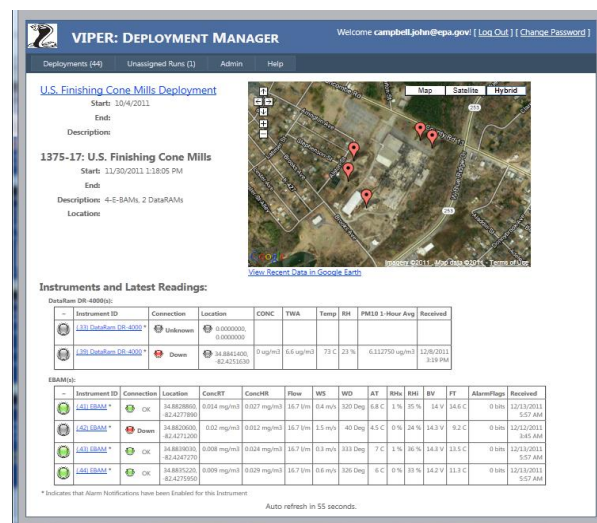 VIPER: DEPLOYMENT MANAGER
Welcome campbell.john@epa.gov! [ Log Out ] [ Change Password ]
Deployments (44) Unassigned Runs (1) Admin Help
U.S. Finishing Cone Mills Deployment
Start: 10/4/2011
End:
Description:
1375-17: U.S. Finishing Cone Mills
Start: 11/30/2011 1:18:05 PM
End:
Description: 4-E-BAMs, 2 DataRAMs
Location:
Map Satellite Hybrid
253
253
Google
Imagery ©2011 , Map data ©2011 - Terms of Use
View Recent Data in Google Earth
Instruments and Latest Readings:
DataRam DR-4000(s):
– Instrument ID Connection Location CONC TWA Temp RH PM10 1-Hour Avg Received
(.33) DataRam DR-4000 * Unknown 0.0000000, 0.0000000
(.39) DataRam DR-4000 * Down 34.8841400, -82.4251630 0 ug/m3 6.6 ug/m3 73 C 23 % 6.112750 ug/m3 12/8/2011 3:19 PM
EBAM(s):
– Instrument ID Connection Location ConcRT ConcHR Flow WS WD AT RHx RHi BV FT AlarmFlags Received
(.41) EBAM * OK 34.8828860, -82.4277890 0.014 mg/m3 0.027 mg/m3 16.7 l/m 0.4 m/s 320 Deg 6.8 C 1 % 35 % 14 V 14.6 C 0 bits 12/13/2011 5:57 AM
(.42) EBAM * Down 34.8820600, -82.4271200 0.02 mg/m3 0.012 mg/m3 16.7 l/m 1.5 m/s 40 Deg 4.5 C 0 % 24 % 14.3 V 9.2 C 0 bits 12/12/2011 3:45 AM
(.43) EBAM * OK 34.8839030, -82.4247270 0.008 mg/m3 0.024 mg/m3 16.7 l/m 0.3 m/s 333 Deg 7 C 1 % 36 % 14.3 V 13.5 C 0 bits 12/13/2011 5:57 AM
(.44) EBAM * OK 34.8835220, -82.4275950 0.009 mg/m3 0.029 mg/m3 16.7 l/m 0.6 m/s 326 Deg 6 C 0 % 33 % 14.2 V 11.3 C 0 bits 12/13/2011 5:57 AM
* Indicates that Alarm Notifications have been Enabled for this Instrument
Auto refresh in 55 seconds.